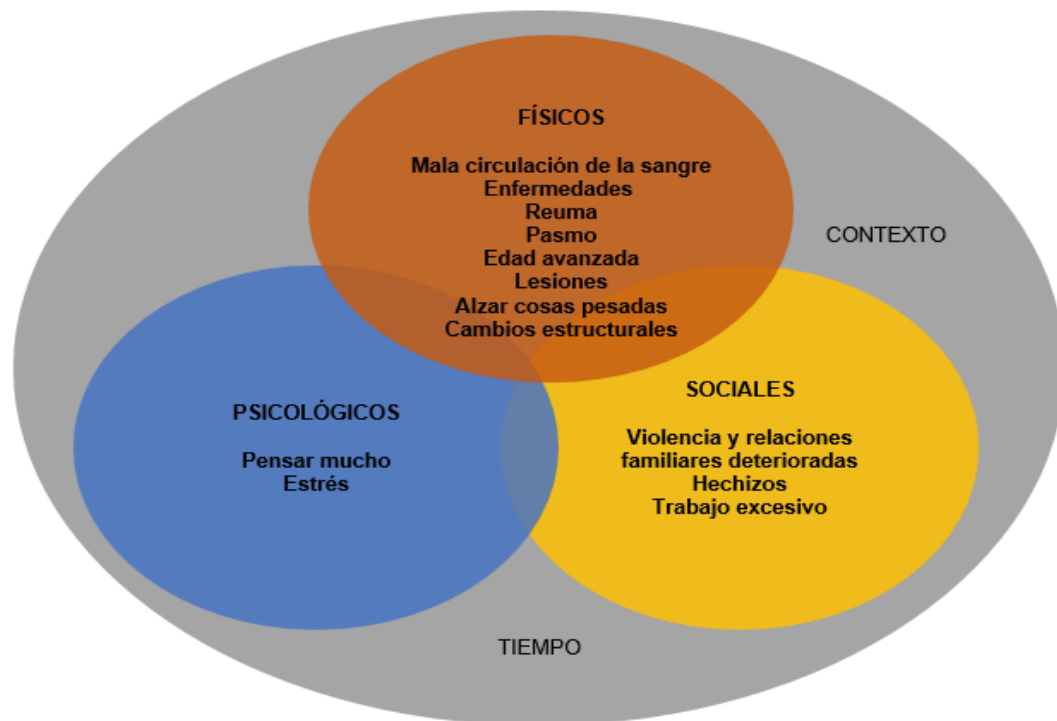 FÍSICOS
Mala circulación de la sangre
Enfermedades
Reuma
Pasmo
Edad avanzada
Lesiones
Alzar cosas pesadas
Cambios estructurales
CONTEXTO
PSICOLÓGICOS
Pensar mucho
Estrés
SOCIALES
Violencia y relaciones
familiares deterioradas
Hechizos
Trabajo excesivo
TIEMPO